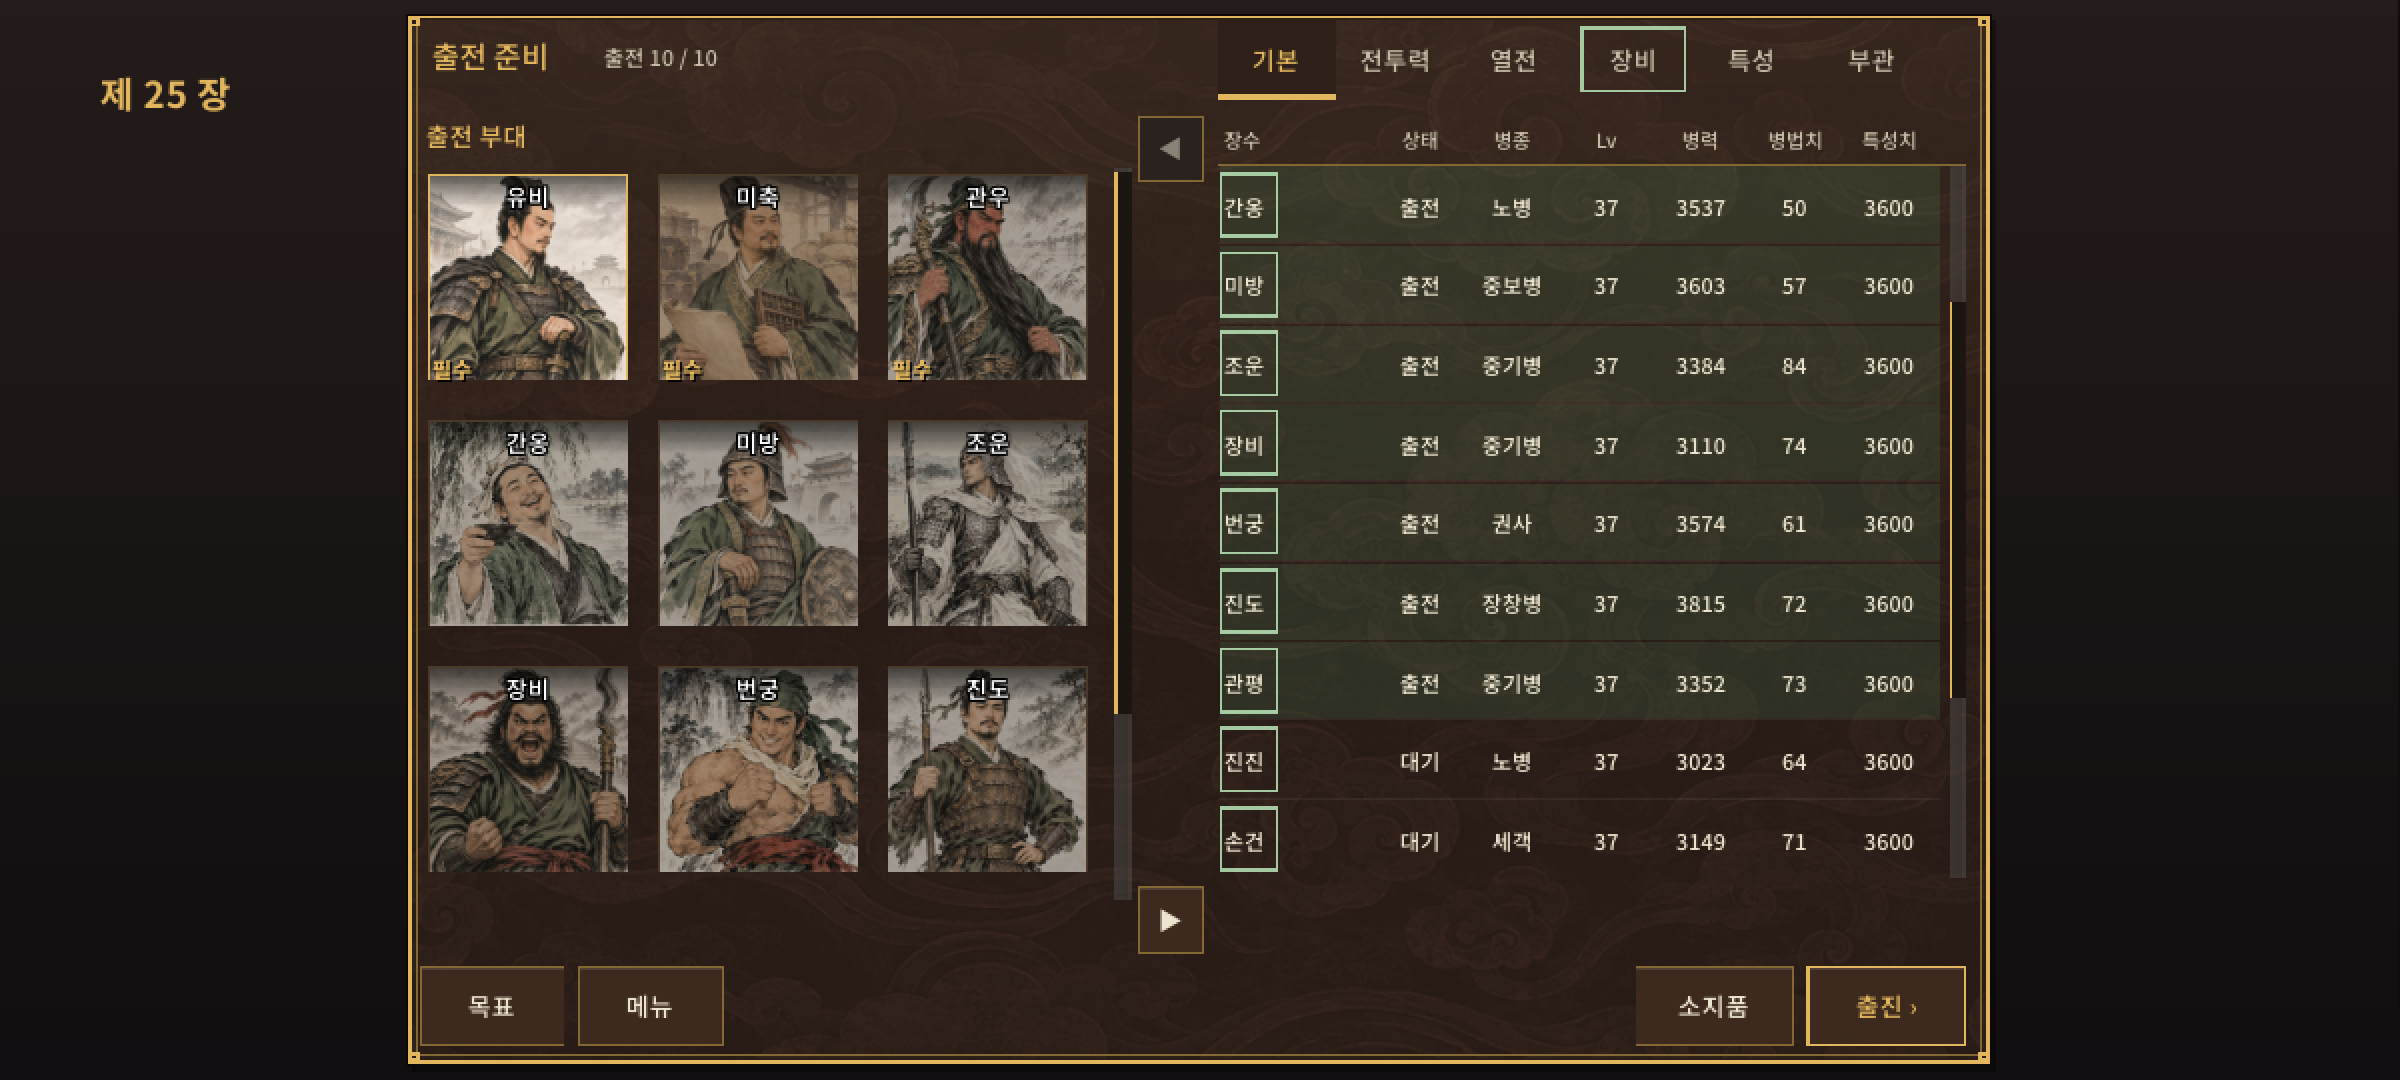 제 25 장
출전 준비
출전 10 / 10
출전 부대
유비
필수
미축
필수
관우
필수
간옹
미방
조운
장비
번궁
진도
◀
▶
기본 전투력 열전 장비 특성 부관
장수 상태 병종 Lv 병력 병법치 특성치
간옹 출전 노병 37 3537 50 3600
미방 출전 중보병 37 3603 57 3600
조운 출전 중기병 37 3384 84 3600
장비 출전 중기병 37 3110 74 3600
번궁 출전 권사 37 3574 61 3600
진도 출전 장창병 37 3815 72 3600
관평 출전 중기병 37 3352 73 3600
진진 대기 노병 37 3023 64 3600
손건 대기 세객 37 3149 71 3600
목표
메뉴
소지품
출진 ›